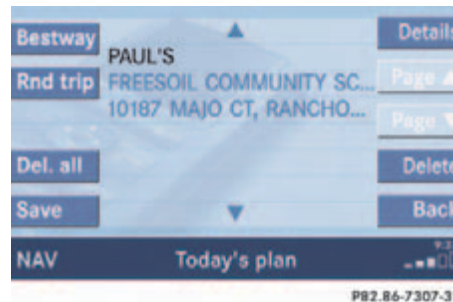 Bestway
Details
PAUL'S
Rnd trip
FREESOIL COMMUNITY SC...
Page ▲
10187 MAJO CT, RANCHO...
Page ▼
Del. all
Delete
Save
Back
NAV
Today's plan
P82.86-7307-3